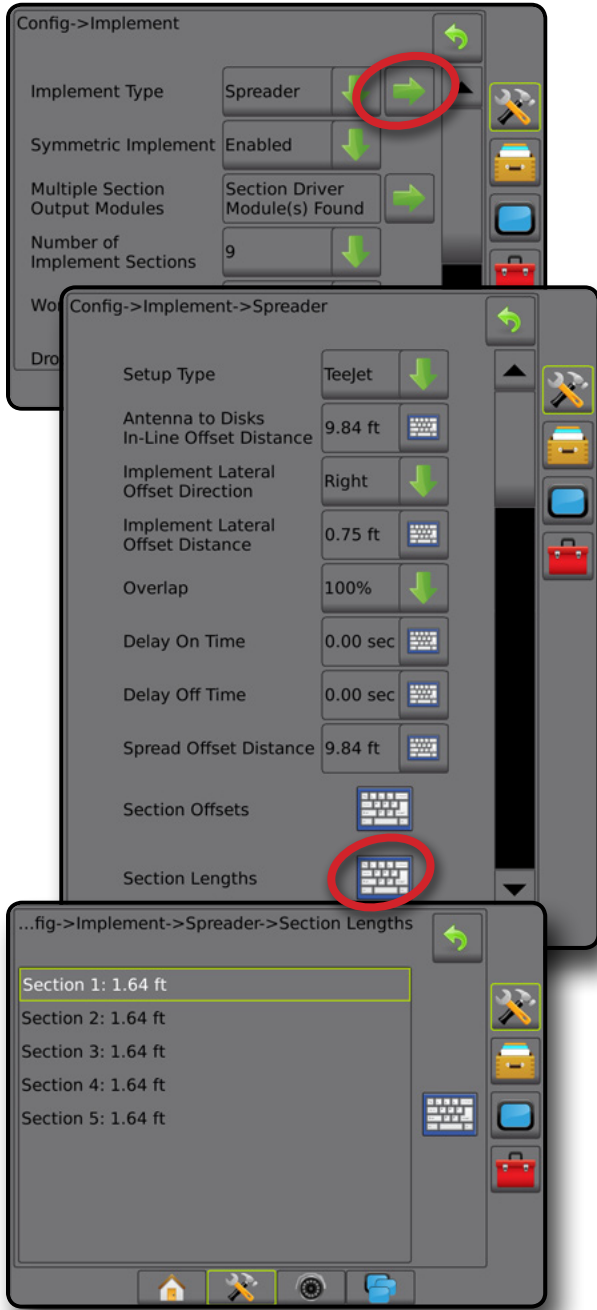 Config->Implement
Implement Type
Spreader
Symmetric Implement
Enabled
Multiple Section
Output Modules
Section Driver
Module(s) Found
Number of
Implement Sections
9
Wo
Dro
Config->Implement->Spreader
Setup Type
TeeJet
Antenna to Disks
In-Line Offset Distance
9.84 ft
Implement Lateral
Offset Direction
Right
Implement Lateral
Offset Distance
0.75 ft
Overlap
100%
Delay On Time
0.00 sec
Delay Off Time
0.00 sec
Spread Offset Distance
9.84 ft
Section Offsets
Section Lengths
...fig->Implement->Spreader->Section Lengths
Section 1: 1.64 ft
Section 2: 1.64 ft
Section 3: 1.64 ft
Section 4: 1.64 ft
Section 5: 1.64 ft